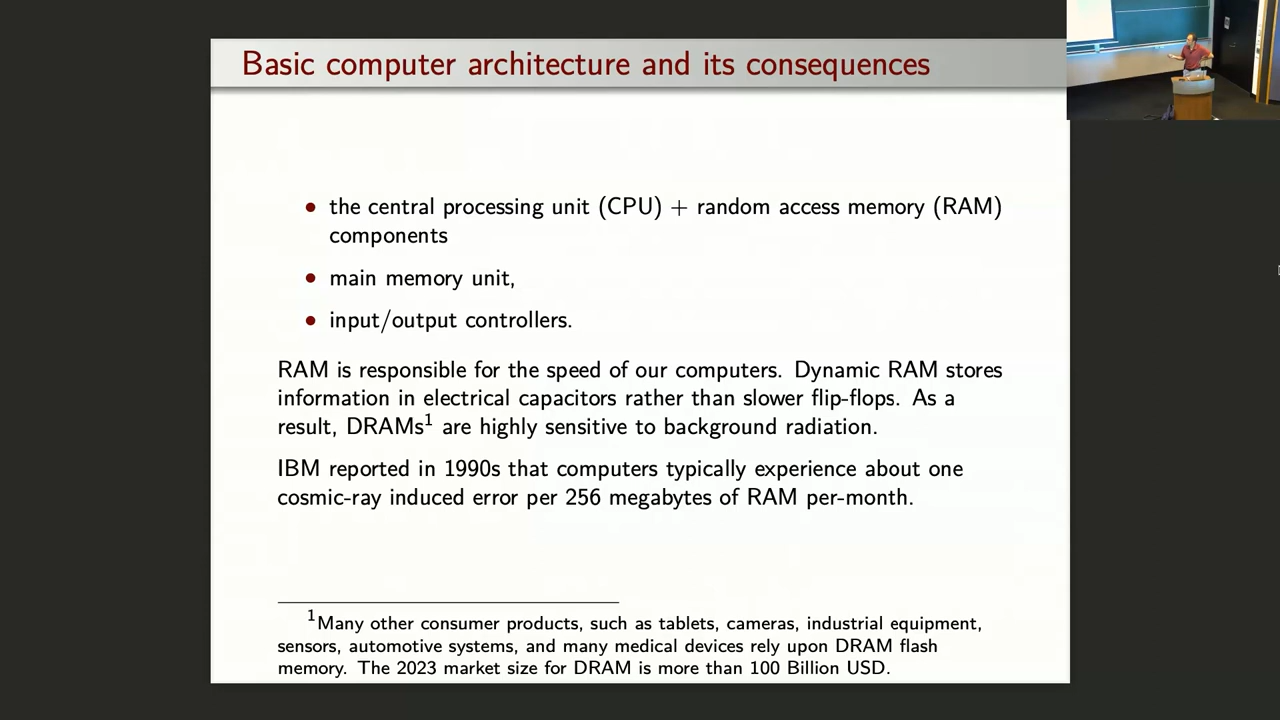 Basic computer architecture and its consequences
• the central processing unit (CPU) + random access memory (RAM)
components
• main memory unit,
• input/output controllers.
RAM is responsible for the speed of our computers. Dynamic RAM stores
information in electrical capacitors rather than slower flip-flops. As a
result, DRAMs¹ are highly sensitive to background radiation.
IBM reported in 1990s that computers typically experience about one
cosmic-ray induced error per 256 megabytes of RAM per-month.
¹Many other consumer products, such as tablets, cameras, industrial equipment,
sensors, automotive systems, and many medical devices rely upon DRAM flash
memory. The 2023 market size for DRAM is more than 100 Billion USD.